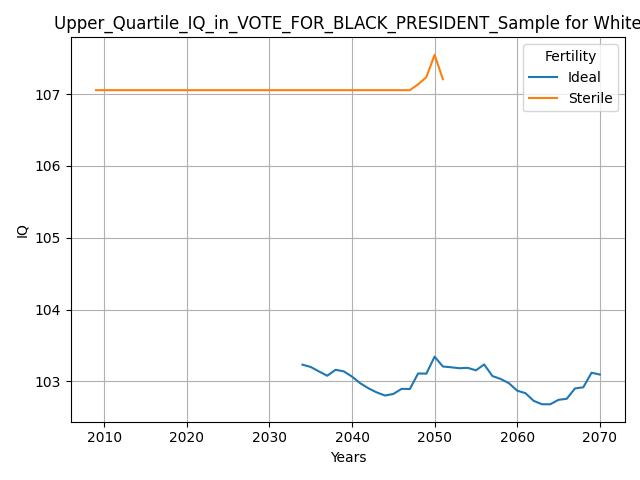 Upper_Quartile_IQ_in_VOTE_FOR_BLACK_PRESIDENT_Sample for White
Fertility
Ideal
Sterile
IQ
107
106
105
104
103
2010
2020
2030
2040
2050
2060
2070
Years